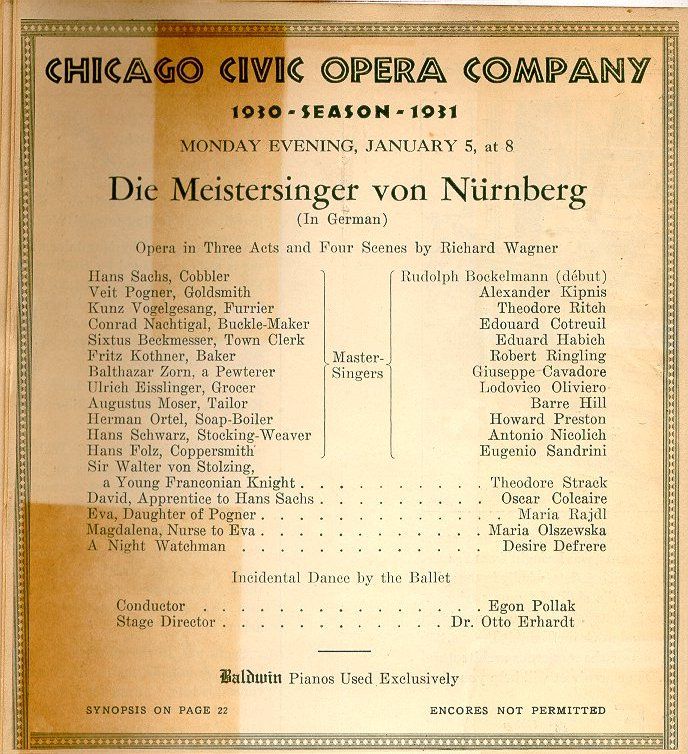 CHICAGO CIVIC OPERA COMPANY
1930 - SEASON - 1931
MONDAY EVENING, JANUARY 5, at 8
Die Meistersinger von Nürnberg
(In German)
Opera in Three Acts and Four Scenes by Richard Wagner
Hans Sachs, Cobbler Rudolph Bockelmann (début)
Veit Pogner, Goldsmith Alexander Kipnis
Kunz Vogelgesang, Furrier Theodore Ritch
Conrad Nachtigal, Buckle-Maker Edouard Cotreuil
Sixtus Beckmesser, Town Clerk Eduard Habich
Fritz Kothner, Baker Master- Robert Ringling
Balthazar Zorn, a Pewterer Singers Giuseppe Cavadore
Ulrich Eisslinger, Grocer Lodovico Oliviero
Augustus Moser, Tailor Barre Hill
Herman Ortel, Soap-Boiler Howard Preston
Hans Schwarz, Stocking-Weaver Antonio Nicolich
Hans Folz, Coppersmith Eugenio Sandrini
Sir Walter von Stolzing,
a Young Franconian Knight . . . . . . . . . . Theodore Strack
David, Apprentice to Hans Sachs . . . . . . . . . Oscar Colcaire
Eva, Daughter of Pogner . . . . . . . . . . . . . Maria Rajdl
Magdalena, Nurse to Eva . . . . . . . . . . . . Maria Olszewska
A Night Watchman . . . . . . . . . . . . . Desire Defrere
Incidental Dance by the Ballet
Conductor . . . . . . . . . . . . . . Egon Pollak
Stage Director . . . . . . . . . . . . Dr. Otto Erhardt
Baldwin Pianos Used Exclusively
SYNOPSIS ON PAGE 22 ENCORES NOT PERMITTED